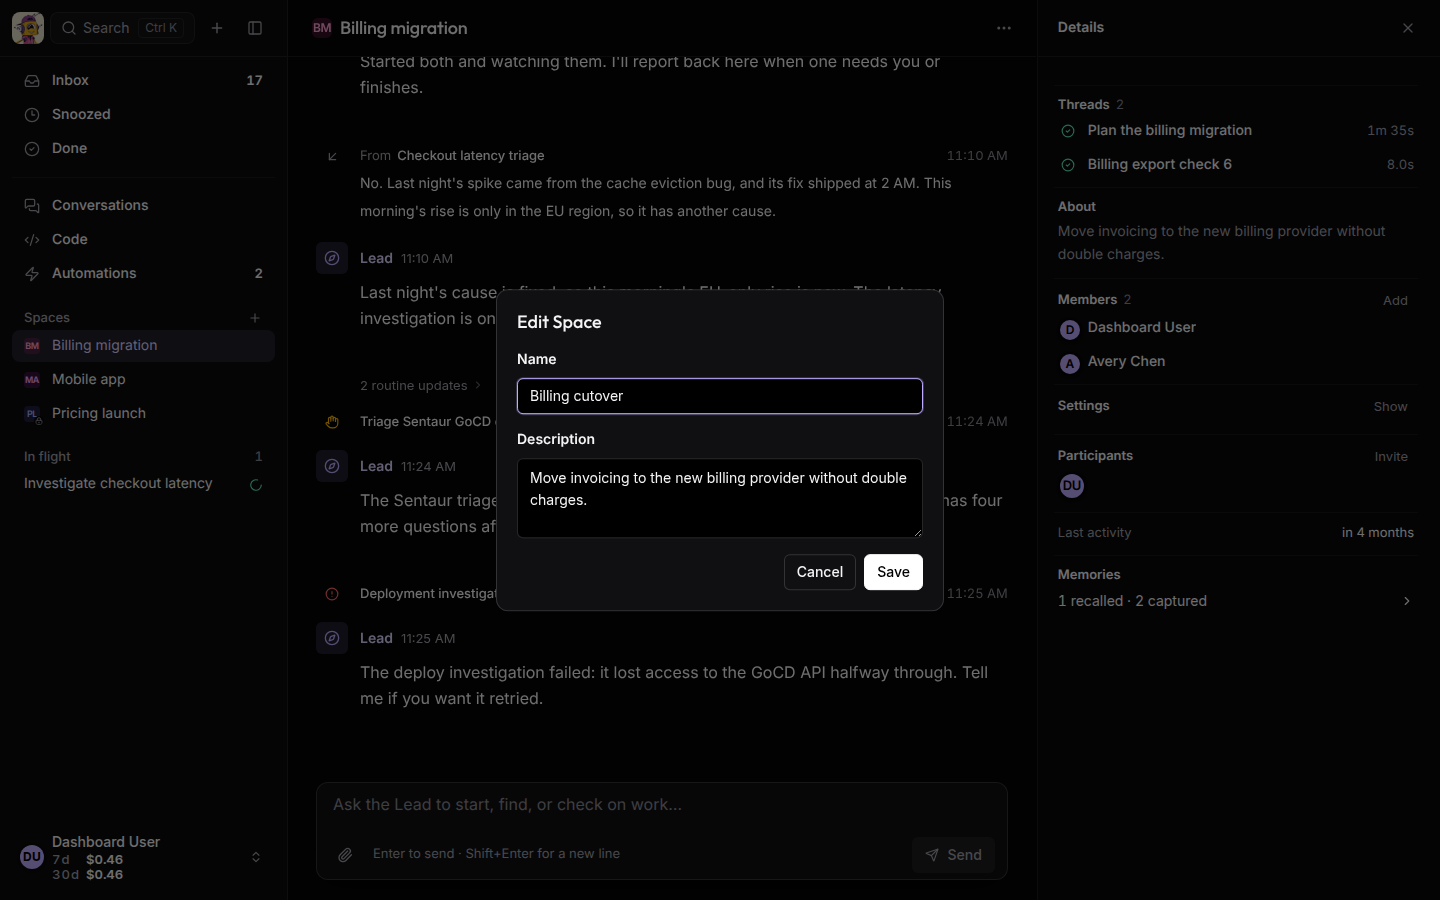 Search Ctrl K
Inbox 17
Snoozed
Done
Conversations
Code
Automations 2
Spaces
BM Billing migration
MA Mobile app
PL Pricing launch
In flight 1
Investigate checkout latency
DU Dashboard User
7d $0.46
30d $0.46
BM Billing migration
Started both and watching them. I'll report back here when one needs you or
finishes.
From Checkout latency triage 11:10 AM
No. Last night's spike came from the cache eviction bug, and its fix shipped at 2 AM. This
morning's rise is only in the EU region, so it has another cause.
Lead 11:10 AM
Last night's cause
investigation is on
2 routine updates
Triage Sentaur GoCD 11:24 AM
Lead 11:24 AM
The Sentaur triage has four
more questions
Deployment 11:25 AM
Lead 11:25 AM
The deploy investigation failed: it lost access to the GoCD API halfway through. Tell
me if you want it retried.
Ask the Lead to start, find, or check on work...
Enter to send · Shift+Enter for a new line
Send
Edit Space
Name
Billing cutover
Description
Move invoicing to the new billing provider without double
charges.
Cancel Save
Details
Threads 2
Plan the billing migration 1m 35s
Billing export check 6 8.0s
About
Move invoicing to the new billing provider without
double charges.
Members 2 Add
D Dashboard User
A Avery Chen
Settings Show
Participants Invite
DU
Last activity in 4 months
Memories
1 recalled · 2 captured